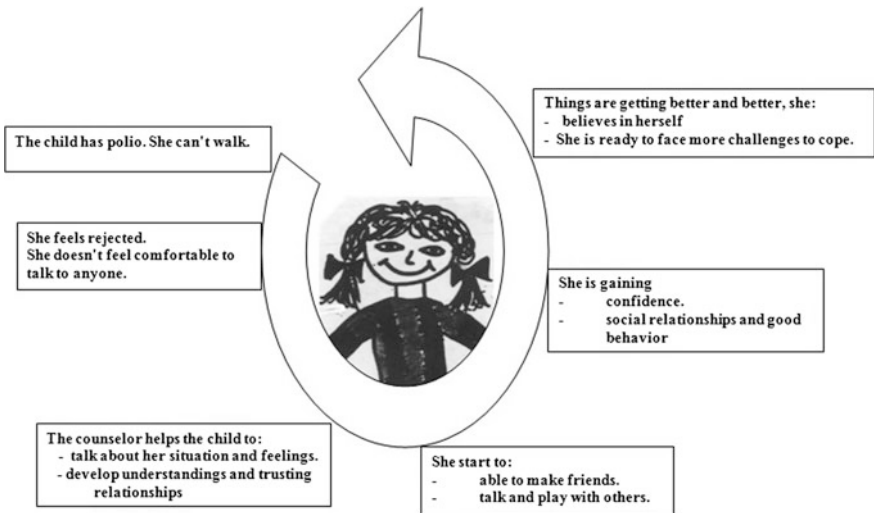 The child has polio. She can't walk.
She feels rejected.
She doesn't feel comfortable to
talk to anyone.
The counselor helps the child to:
- talk about her situation and feelings.
- develop understandings and trusting
relationships
She start to:
- able to make friends.
- talk and play with others.
She is gaining
- confidence.
- social relationships and good
behavior
Things are getting better and better, she:
- believes in herself
- She is ready to face more challenges to cope.